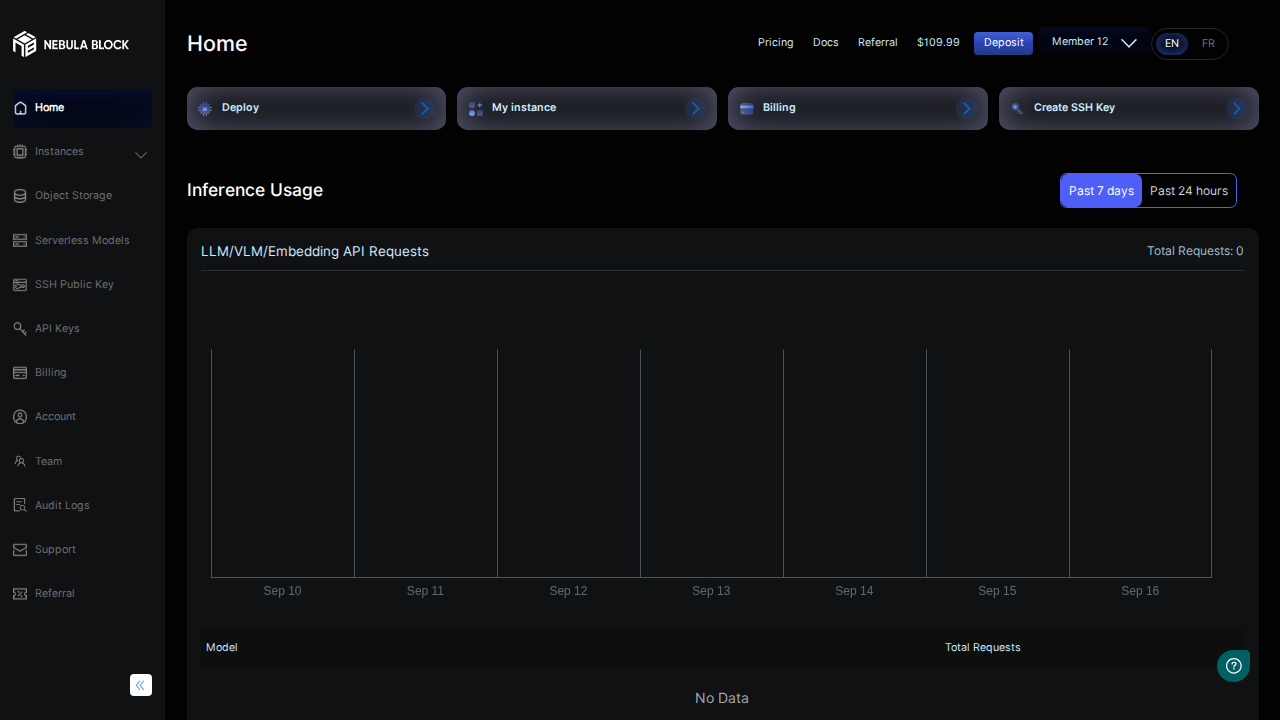 NEBULA BLOCK
Home
Instances
Object Storage
Serverless Models
SSH Public Key
API Keys
Billing
Account
Team
Audit Logs
Support
Referral
Home
Pricing
Docs
Referral
$109.99
Deposit
Member 12
EN
FR
Deploy
My instance
Billing
Create SSH Key
Inference Usage
Past 7 days
Past 24 hours
LLM/VLM/Embedding API Requests
Total Requests: 0
Sep 10
Sep 11
Sep 12
Sep 13
Sep 14
Sep 15
Sep 16
Model
Total Requests
No Data